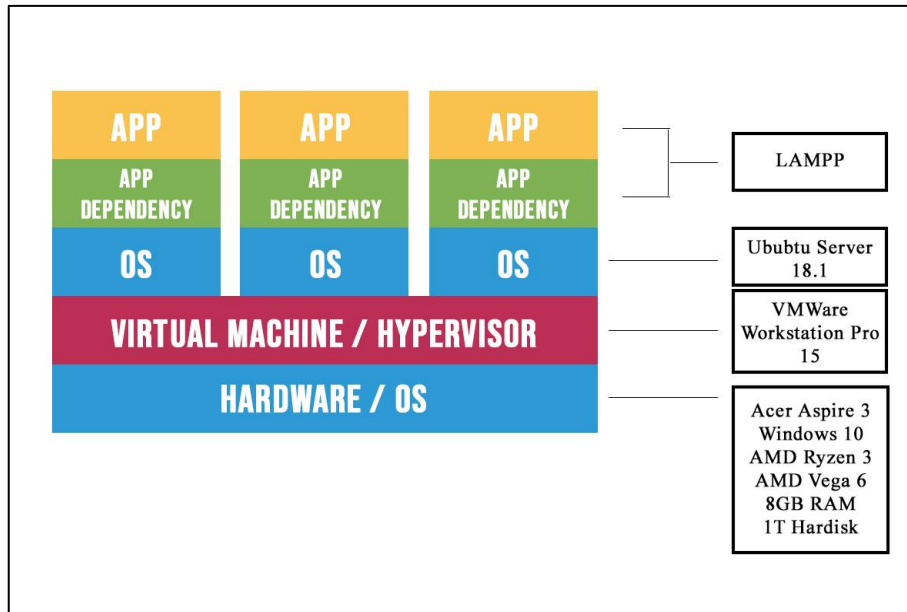 APP
APP
APP
APP
DEPENDENCY
APP
DEPENDENCY
APP
DEPENDENCY
OS
OS
OS
VIRTUAL MACHINE / HYPERVISOR
HARDWARE / OS
LAMPP
Ububtu Server
18.1
VMWare
Workstation Pro
15
Acer Aspire 3
Windows 10
AMD Ryzen 3
AMD Vega 6
8GB RAM
1T Hardisk